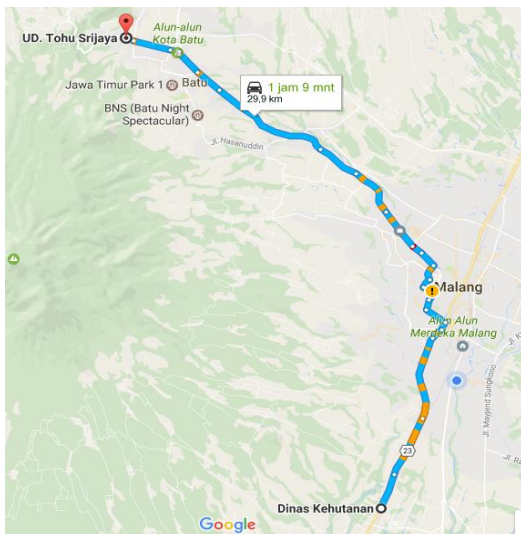 UD. Tohu Srijaya
Alun-alun
Kota Batu
Jawa Timur Park 1
Batu
BNS (Batu Night
Spectacular)
1 jam 9 mnt
29,9 km
Jl. Hasanuddin
Malang
Alun Alun
Merdeka Malang
Jl. Mayjend Sungkono
23
Dinas Kehutanan
Google